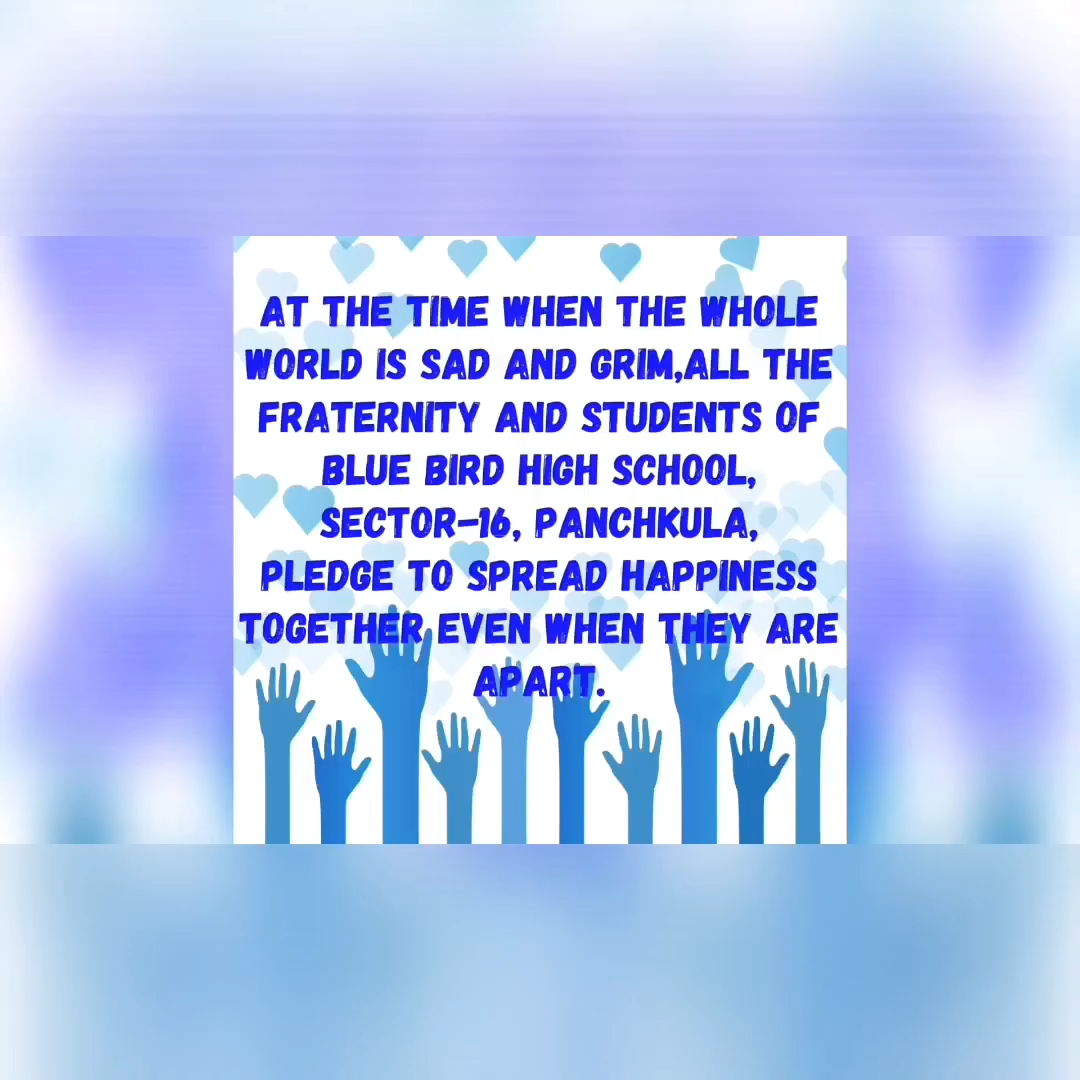 AT THE TIME WHEN THE WHOLE
WORLD IS SAD AND GRIM,ALL THE
FRATERNITY AND STUDENTS OF
BLUE BIRD HIGH SCHOOL,
SECTOR-16, PANCHKULA,
PLEDGE TO SPREAD HAPPINESS
TOGETHER EVEN WHEN THEY ARE
APART.